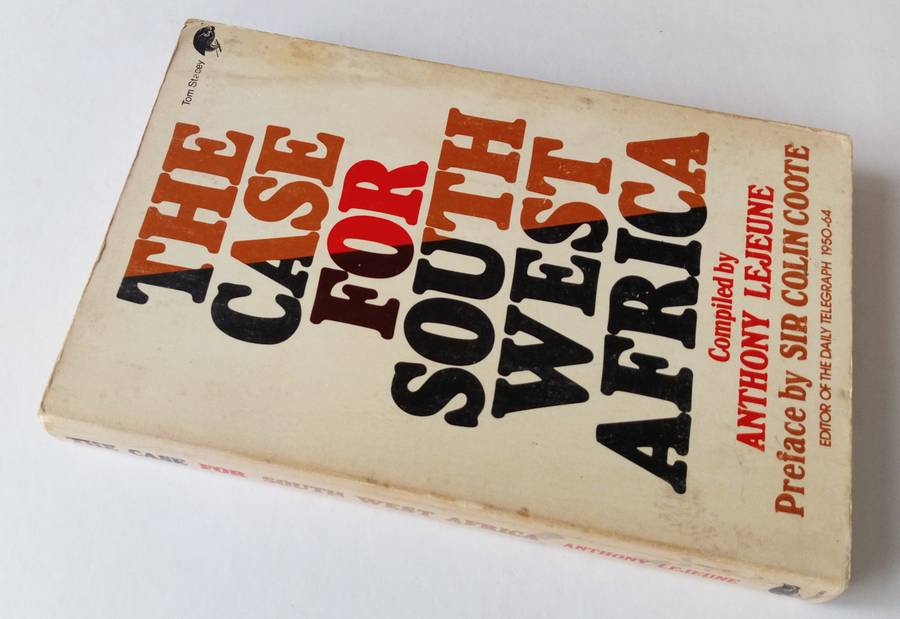 Tom Stacey
THE
CASE
FOR
SOUTH
WEST
AFRICA
Compiled by
ANTHONY LEJEUNE
Preface by SIR COLIN COOTE
EDITOR OF THE DAILY TELEGRAPH 1950-64
THE CASE FOR SOUTH WEST AFRICA ANTHONY LEJEUNE